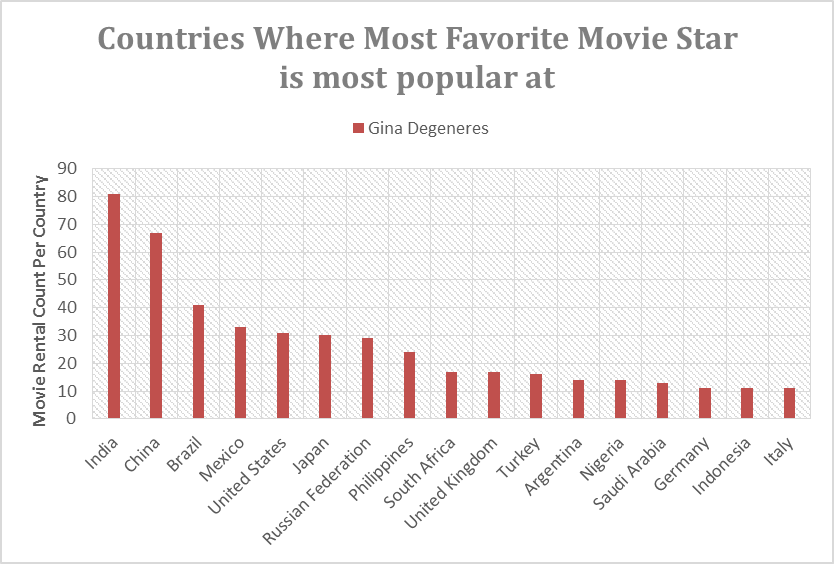 Countries Where Most Favorite Movie Star
is most popular at
Gina Degeneres
Movie Rental Count Per Country
90
80
70
60
50
40
30
20
10
0
India
China
Brazil
Mexico
United States
Japan
Russian Federation
Philippines
South Africa
United Kingdom
Turkey
Argentina
Nigeria
Saudi Arabia
Germany
Indonesia
Italy